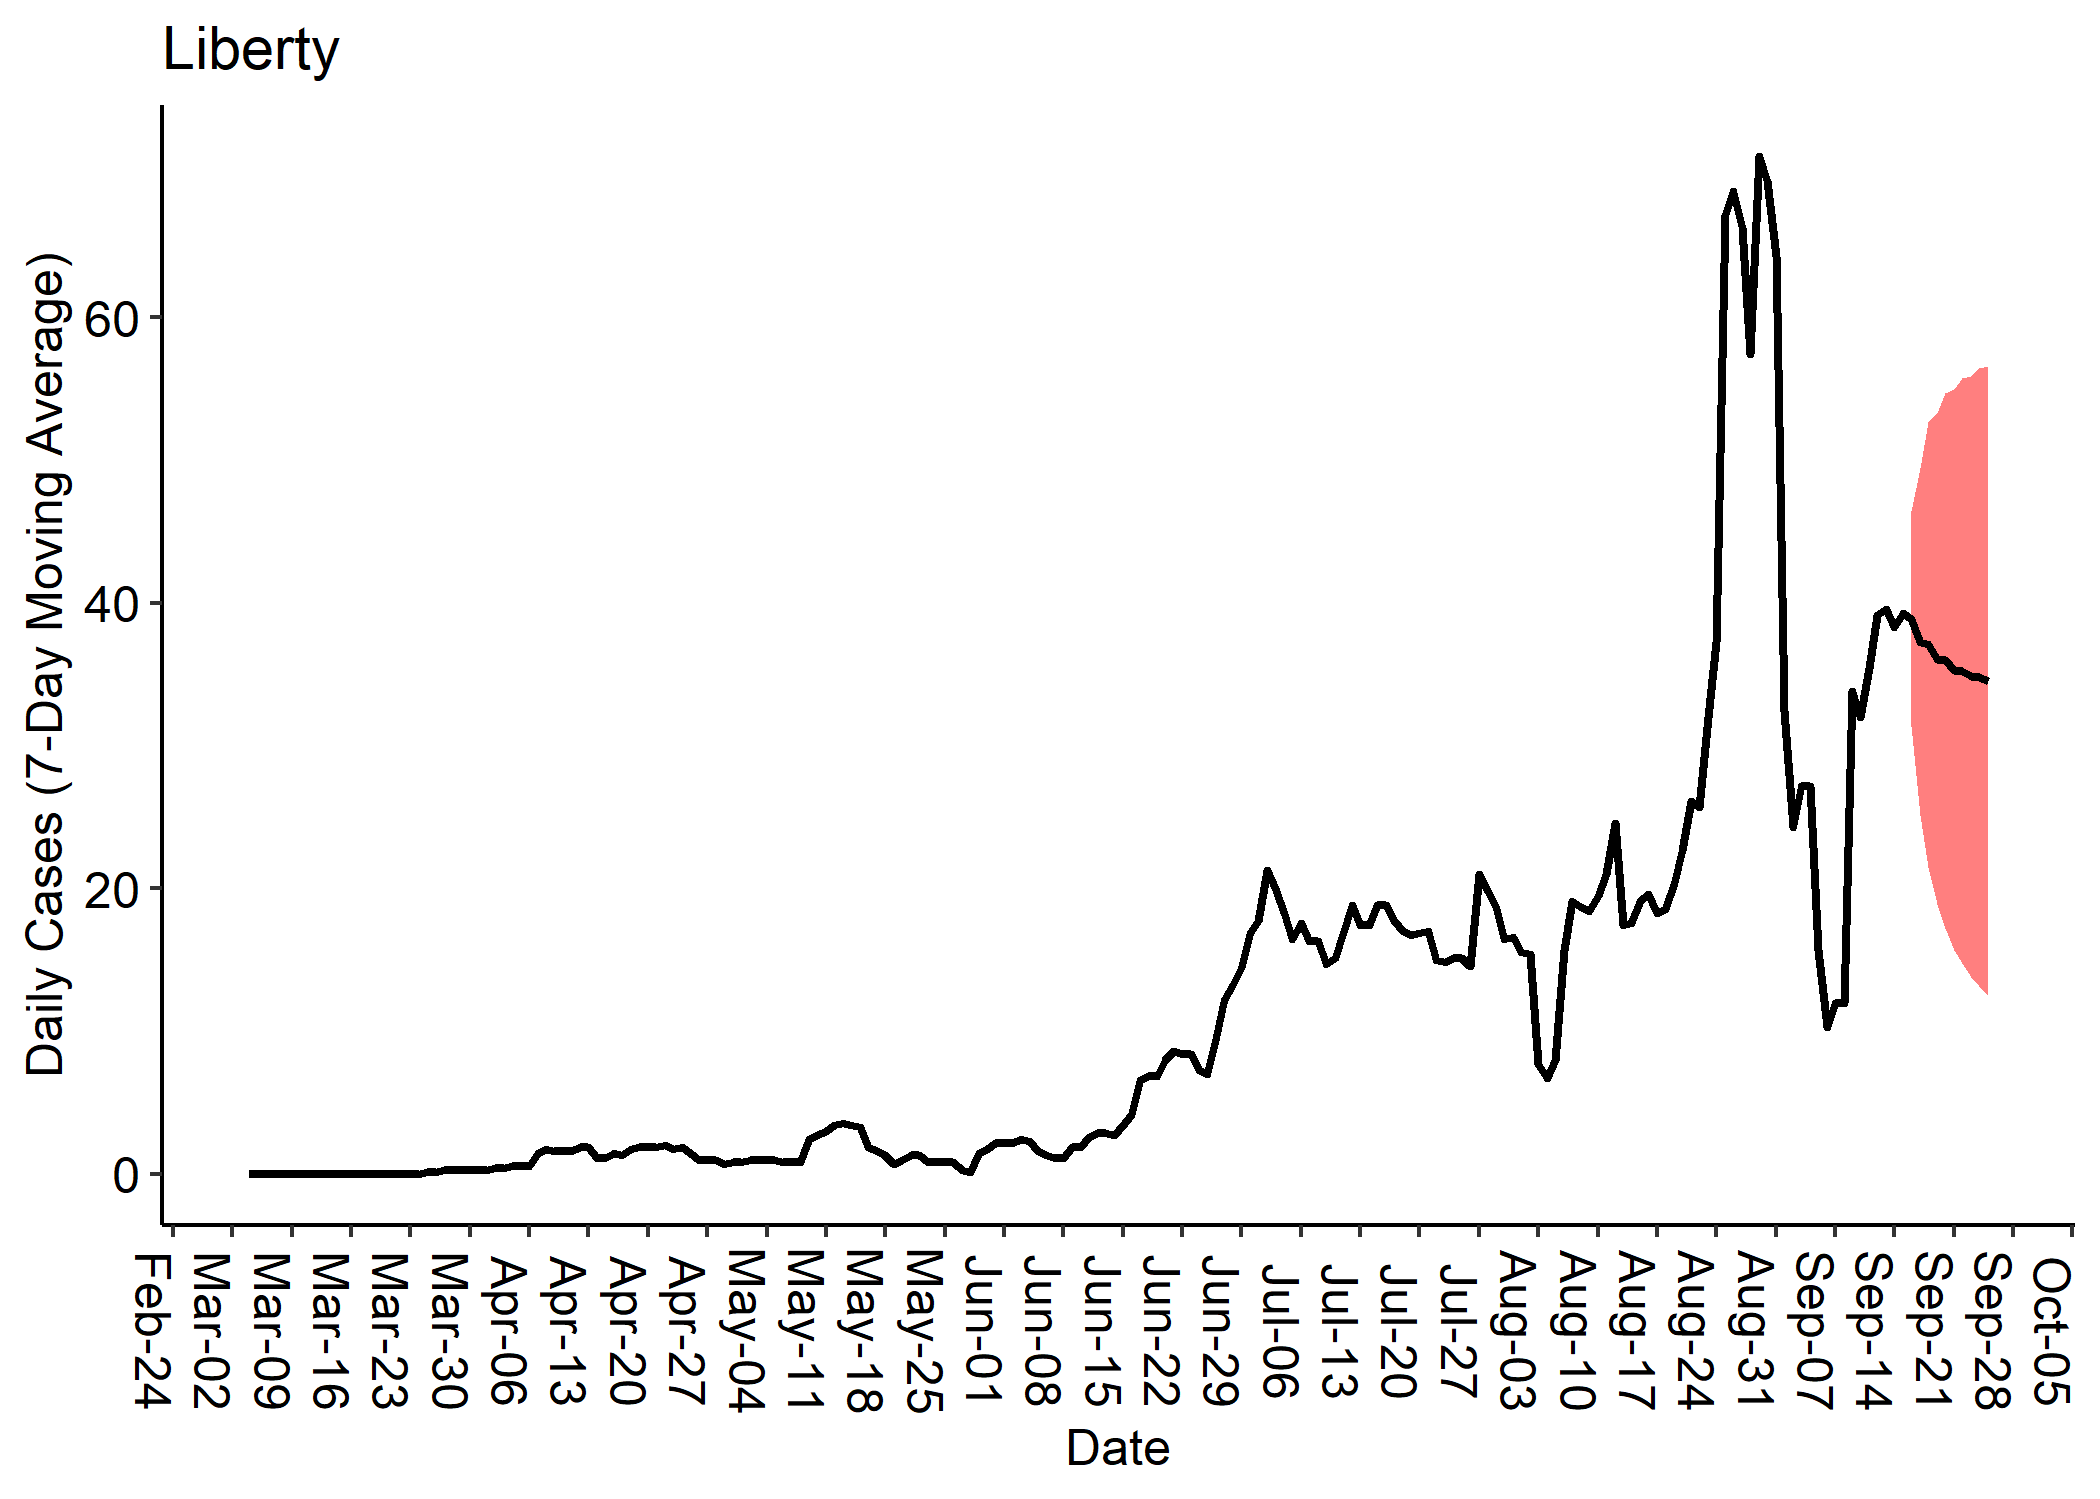 Liberty
Daily Cases (7-Day Moving Average)
60
40
20
0
Feb-24
Mar-02
Mar-09
Mar-16
Mar-23
Mar-30
Apr-06
Apr-13
Apr-20
Apr-27
May-04
May-11
May-18
May-25
Jun-01
Jun-08
Jun-15
Jun-22
Jun-29
Jul-06
Jul-13
Jul-20
Jul-27
Aug-03
Aug-10
Aug-17
Aug-24
Aug-31
Sep-07
Sep-14
Sep-21
Sep-28
Oct-05
Date